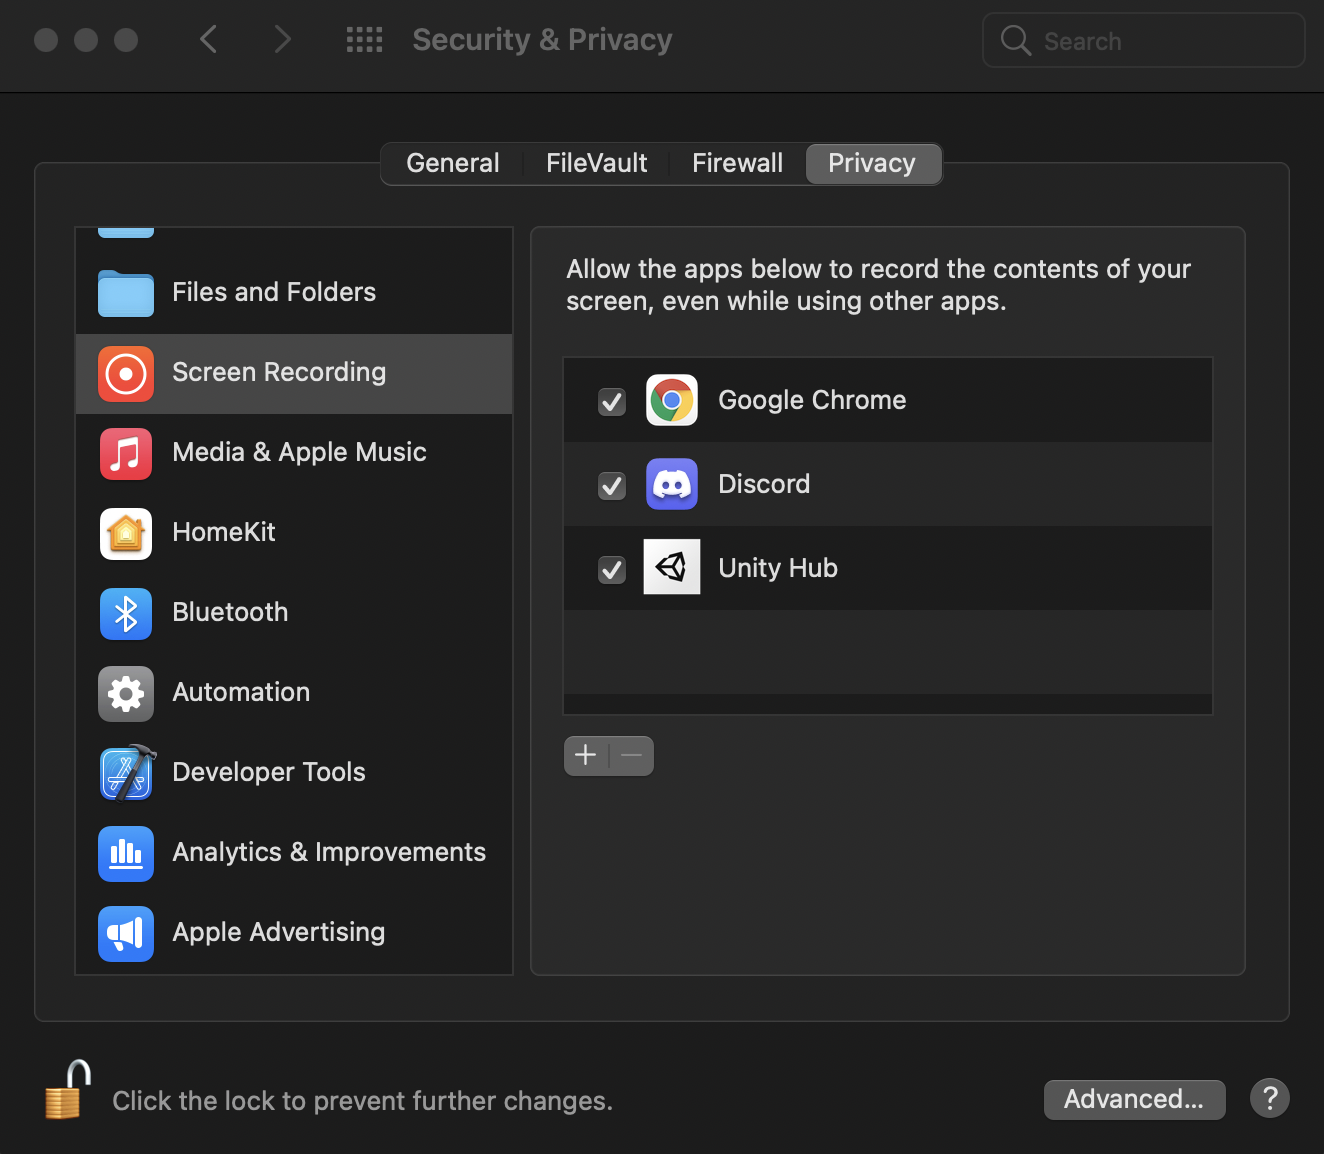 Security & Privacy
Search
General
FileVault
Firewall
Privacy
Files and Folders
Screen Recording
Media & Apple Music
HomeKit
Bluetooth
Automation
Developer Tools
Analytics & Improvements
Apple Advertising
Allow the apps below to record the contents of your
screen, even while using other apps.
Google Chrome
Discord
Unity Hub
Click the lock to prevent further changes.
Advanced...
?